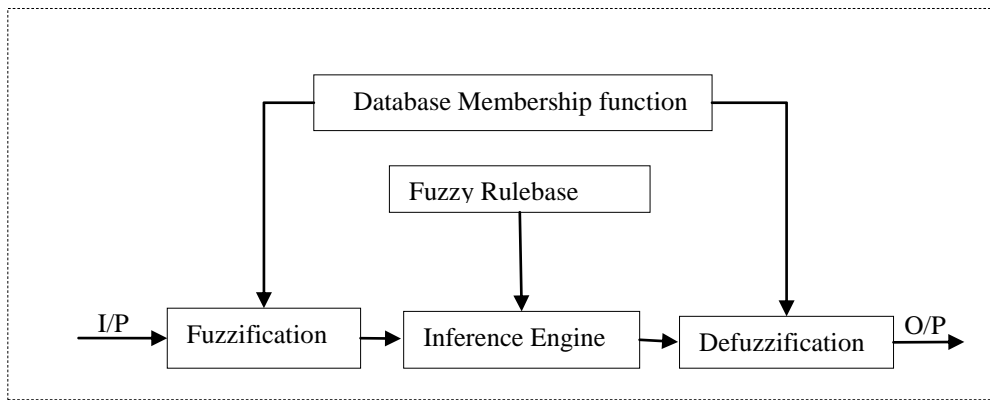 Database Membership function
Fuzzy Rulebase
I/P
Fuzzification
Inference Engine
Defuzzification
O/P